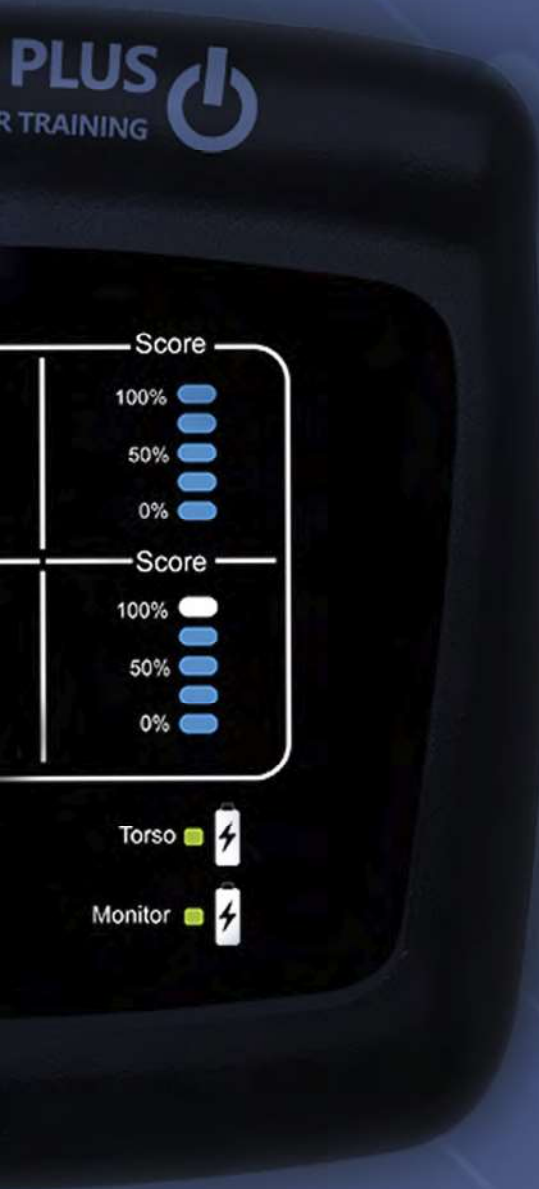 PLUS
R TRAINING
Score
100%
50%
0%
Score
100%
50%
0%
Torso
Monitor